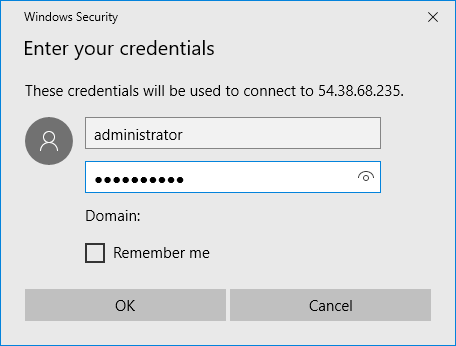 Windows Security
Enter your credentials
These credentials will be used to connect to 54.38.68.235.
administrator
●●●●●●●●●●
Domain:
Remember me
OK
Cancel